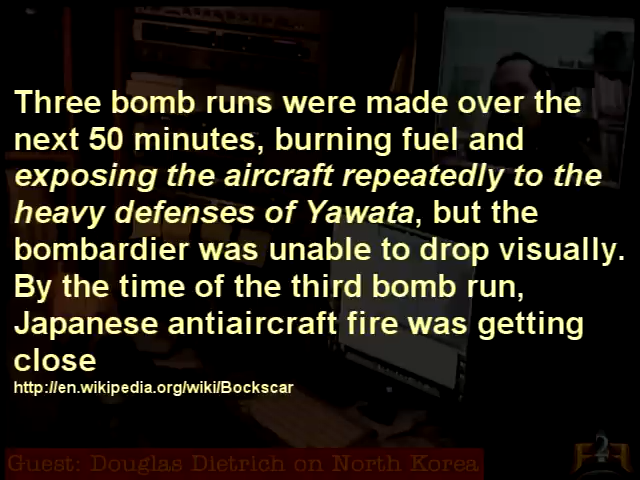 Three bomb runs were made over the
next 50 minutes, burning fuel and
exposing the aircraft repeatedly to the
heavy defenses of Yawata, but the
bombardier was unable to drop visually.
By the time of the third bomb run,
Japanese antiaircraft fire was getting
close
http://en.wikipedia.org/wiki/Bockscar
Guest: Douglas Dietrich on North Korea
F2F